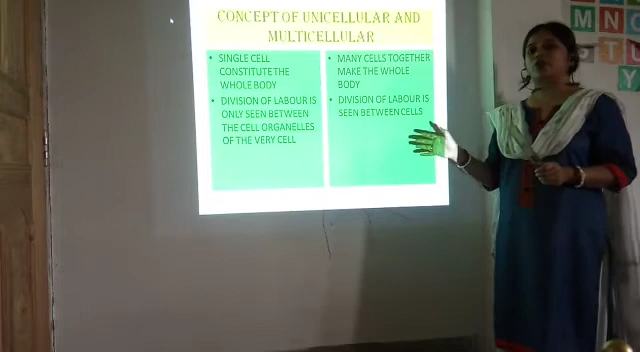 CONCEPT OF UNICELLULAR AND
MULTICELLULAR
• SINGLE CELL
CONSTITUTE THE
WHOLE BODY
• DIVISION OF LABOUR IS
ONLY SEEN BETWEEN
THE CELL ORGANELLES
OF THE VERY CELL
• MANY CELLS TOGETHER
MAKE THE WHOLE
BODY
• DIVISION OF LABOUR IS
SEEN BETWEEN CELLS
M N O
T U
Y